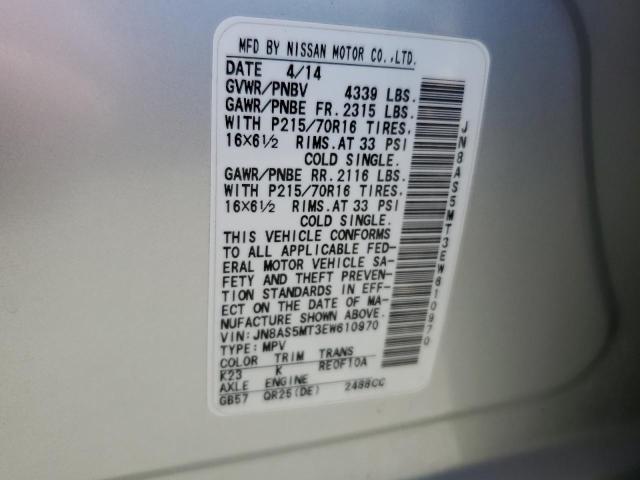 MFD BY NISSAN MOTOR CO.,LTD.
DATE 4/14
GVWR/PNBV 4339 LBS.
GAWR/PNBE FR. 2315 LBS.
WITH P215/70R16 TIRES.
16X6½ RIMS. AT 33 PSI
COLD SINGLE.
GAWR/PNBE RR. 2116 LBS.
WITH P215/70R16 TIRES.
16X6½ RIMS. AT 33 PSI
COLD SINGLE.
THIS VEHICLE CONFORMS
TO ALL APPLICABLE FED-
ERAL MOTOR VEHICLE SA-
FETY AND THEFT PREVEN-
TION STANDARDS IN EFF-
ECT ON THE DATE OF MA-
NUFACTURE SHOWN ABOVE.
VIN: JN8AS5MT3EW610970
TYPE: MPV
COLOR TRIM TRANS
K23 K RE0F10A
AXLE ENGINE
GB57 QR25(DE) 2488CC
JN8AS5MT3EW610970